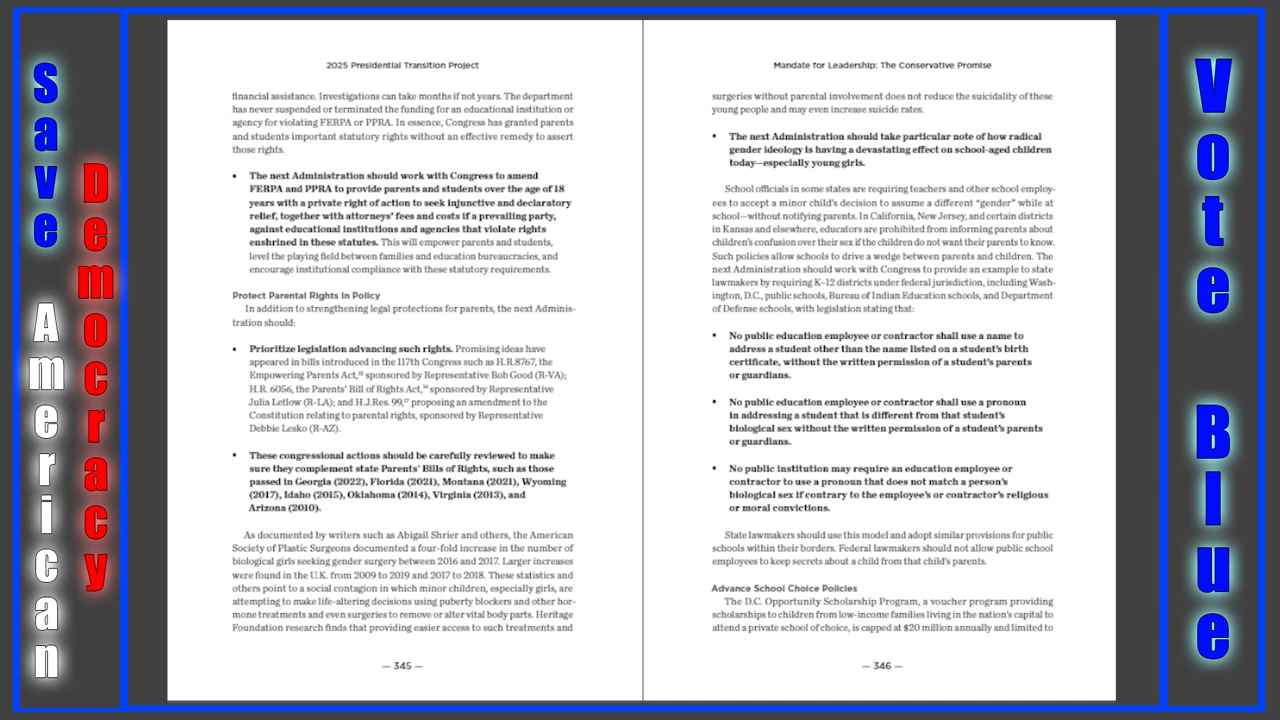 Save
American
Democracy
2025 Presidential Transition Project
financial assistance. Investigations can take months if not years. The department
has never suspended or terminated the funding for an educational institution or
agency for violating FERPA or PPRA. In essence, Congress has granted parents
and students important statutory rights without an effective remedy to assert
those rights.
• The next Administration should work with Congress to amend
FERPA and PPRA to provide parents and students over the age of 18
years with a private right of action to seek injunctive and declaratory
relief, together with attorneys' fees and costs if a prevailing party,
against educational institutions and agencies that violate rights
enshrined in these statutes. This will empower parents and students,
level the playing field between families and education bureaucracies, and
encourage institutional compliance with these statutory requirements.
Protect Parental Rights in Policy
In addition to strengthening legal protections for parents, the next Adminis-
tration should:
• Prioritize legislation advancing such rights. Promising ideas have
appeared in bills introduced in the 117th Congress such as H.R.8767, the
Empowering Parents Act,¹⁵ sponsored by Representative Bob Good (R-VA);
H.R. 6056, the Parents' Bill of Rights Act,¹⁶ sponsored by Representative
Julia Letlow (R-LA); and H.J.Res. 99,¹⁷ proposing an amendment to the
Constitution relating to parental rights, sponsored by Representative
Debbie Lesko (R-AZ).
• These congressional actions should be carefully reviewed to make
sure they complement state Parents' Bills of Rights, such as those
passed in Georgia (2022), Florida (2021), Montana (2021), Wyoming
(2017), Idaho (2015), Oklahoma (2014), Virginia (2013), and
Arizona (2010).
As documented by writers such as Abigail Shrier and others, the American
Society of Plastic Surgeons documented a four-fold increase in the number of
biological girls seeking gender surgery between 2016 and 2017. Larger increases
were found in the U.K. from 2009 to 2019 and 2017 to 2018. These statistics and
others point to a social contagion in which minor children, especially girls, are
attempting to make life-altering decisions using puberty blockers and other hor-
mone treatments and even surgeries to remove or alter vital body parts. Heritage
Foundation research finds that providing easier access to such treatments and
— 345 —
Mandate for Leadership: The Conservative Promise
surgeries without parental involvement does not reduce the suicidality of these
young people and may even increase suicide rates.
• The next Administration should take particular note of how radical
gender ideology is having a devastating effect on school-aged children
today—especially young girls.
School officials in some states are requiring teachers and other school employ-
ees to accept a minor child's decision to assume a different “gender” while at
school—without notifying parents. In California, New Jersey, and certain districts
in Kansas and elsewhere, educators are prohibited from informing parents about
children's confusion over their sex if the children do not want their parents to know.
Such policies allow schools to drive a wedge between parents and children. The
next Administration should work with Congress to provide an example to state
lawmakers by requiring K–12 districts under federal jurisdiction, including Wash-
ington, D.C., public schools, Bureau of Indian Education schools, and Department
of Defense schools, with legislation stating that:
• No public education employee or contractor shall use a name to
address a student other than the name listed on a student's birth
certificate, without the written permission of a student's parents
or guardians.
• No public education employee or contractor shall use a pronoun
in addressing a student that is different from that student's
biological sex without the written permission of a student's parents
or guardians.
• No public institution may require an education employee or
contractor to use a pronoun that does not match a person's
biological sex if contrary to the employee's or contractor's religious
or moral convictions.
State lawmakers should use this model and adopt similar provisions for public
schools within their borders. Federal lawmakers should not allow public school
employees to keep secrets about a child from that child's parents.
Advance School Choice Policies
The D.C. Opportunity Scholarship Program, a voucher program providing
scholarships to children from low-income families living in the nation's capital to
attend a private school of choice, is capped at $20 million annually and limited to
— 346 —
Vote
Blue